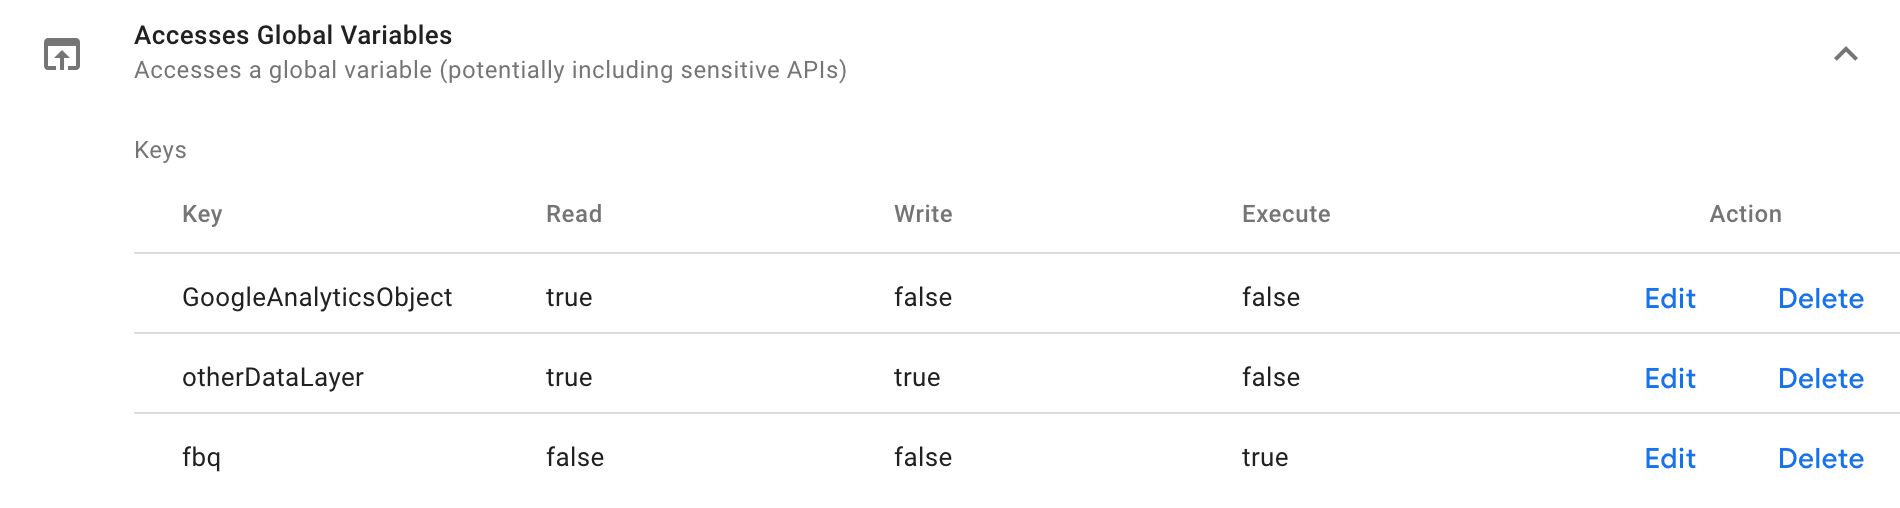 Accesses Global Variables
Accesses a global variable (potentially including sensitive APIs)
Keys
Key Read Write Execute Action
GoogleAnalyticsObject true false false Edit Delete
otherDataLayer true true false Edit Delete
fbq false false true Edit Delete